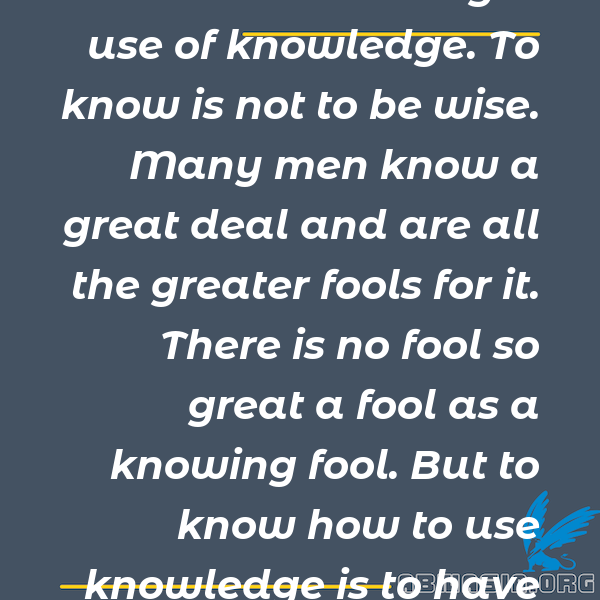 use of knowledge. To
know is not to be wise.
Many men know a
great deal and are all
the greater fools for it.
There is no fool so
great a fool as a
knowing fool. But to
know how to use
knowledge is to have